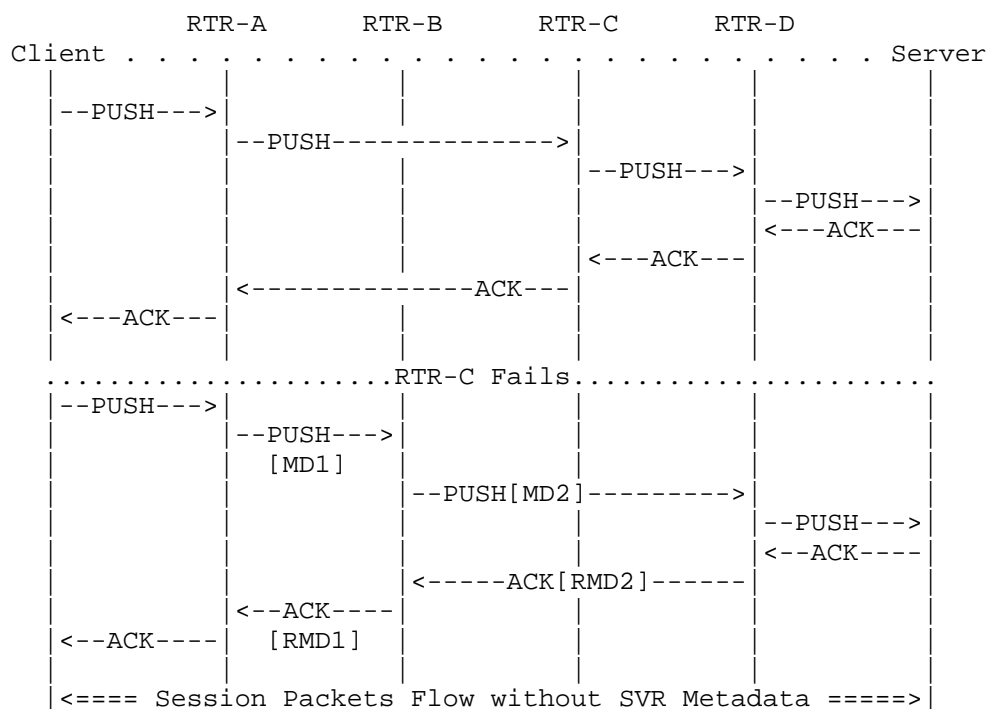 RTR-A      RTR-B      RTR-C      RTR-D
Client . . . . . . . . . . . . . . . . . . . . . . . . Server
  |          |          |          |          |          |
  |--PUSH--->|          |          |          |          |
  |          |--PUSH-------------->|          |          |
  |          |          |          |--PUSH--->|          |
  |          |          |          |          |--PUSH--->|
  |          |          |          |          |<---ACK---|
  |          |          |          |<---ACK---|          |
  |          |<--------------ACK---|          |          |
  |<---ACK---|          |          |          |          |
  |          |          |          |          |          |
  ......................RTR-C Fails.......................
  |--PUSH--->|          |          |          |          |
  |          |--PUSH--->|          |          |          |
  |          |  [MD1]   |          |          |          |
  |          |          |--PUSH[MD2]--------->|          |
  |          |          |          |          |--PUSH--->|
  |          |          |          |          |<--ACK----|
  |          |          |<-----ACK[RMD2]------|          |
  |          |<--ACK----|          |          |          |
  |<--ACK----|  [RMD1]  |          |          |          |
  |          |          |          |          |          |
  |<==== Session Packets Flow without SVR Metadata =====>|